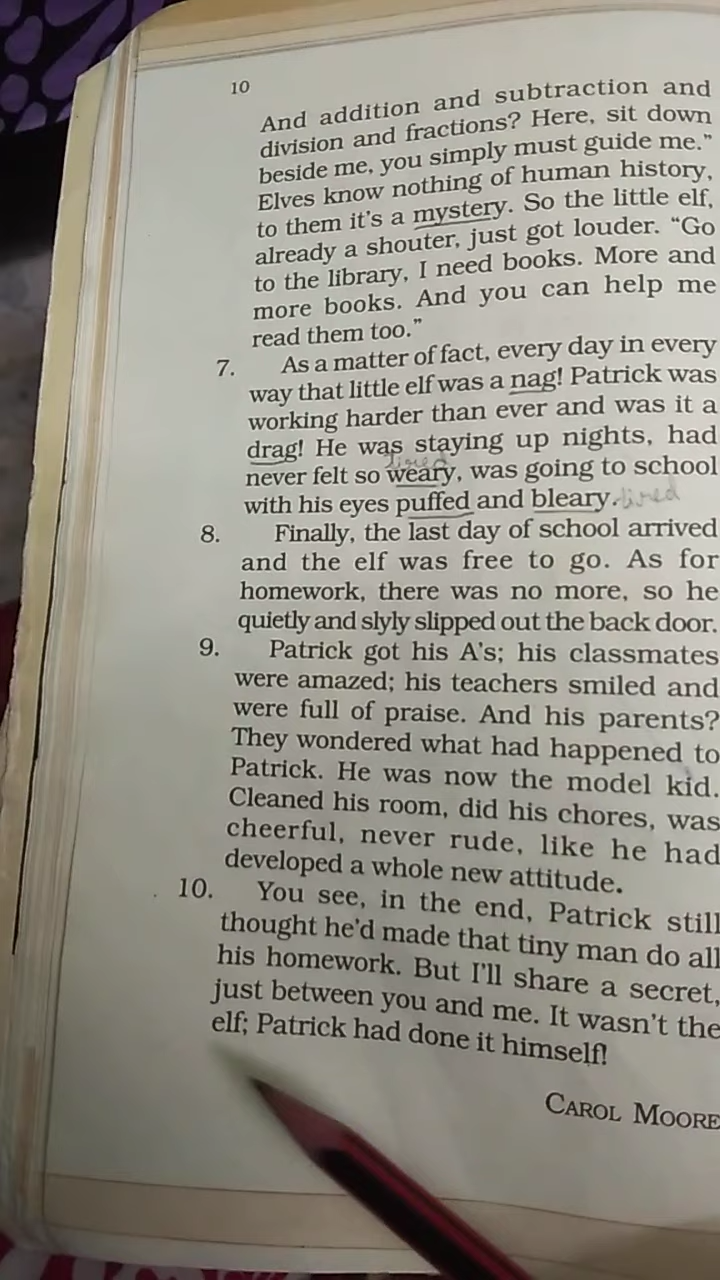 10
And addition and subtraction and
division and fractions? Here, sit down
beside me, you simply must guide me."
Elves know nothing of human history,
to them it's a mystery. So the little elf,
already a shouter, just got louder. "Go
to the library, I need books. More and
more books. And you can help me
read them too."
7. As a matter of fact, every day in every
way that little elf was a nag! Patrick was
working harder than ever and was it a
drag! He was staying up nights, had
tired
never felt so weary, was going to school
with his eyes puffed and bleary. tired
8. Finally, the last day of school arrived
and the elf was free to go. As for
homework, there was no more, so he
quietly and slyly slipped out the back door.
9. Patrick got his A's; his classmates
were amazed; his teachers smiled and
were full of praise. And his parents?
They wondered what had happened to
Patrick. He was now the model kid.
Cleaned his room, did his chores, was
cheerful, never rude, like he had
developed a whole new attitude.
10. You see, in the end, Patrick still
thought he'd made that tiny man do all
his homework. But I'll share a secret,
just between you and me. It wasn't the
elf; Patrick had done it himself!
CAROL MOORE